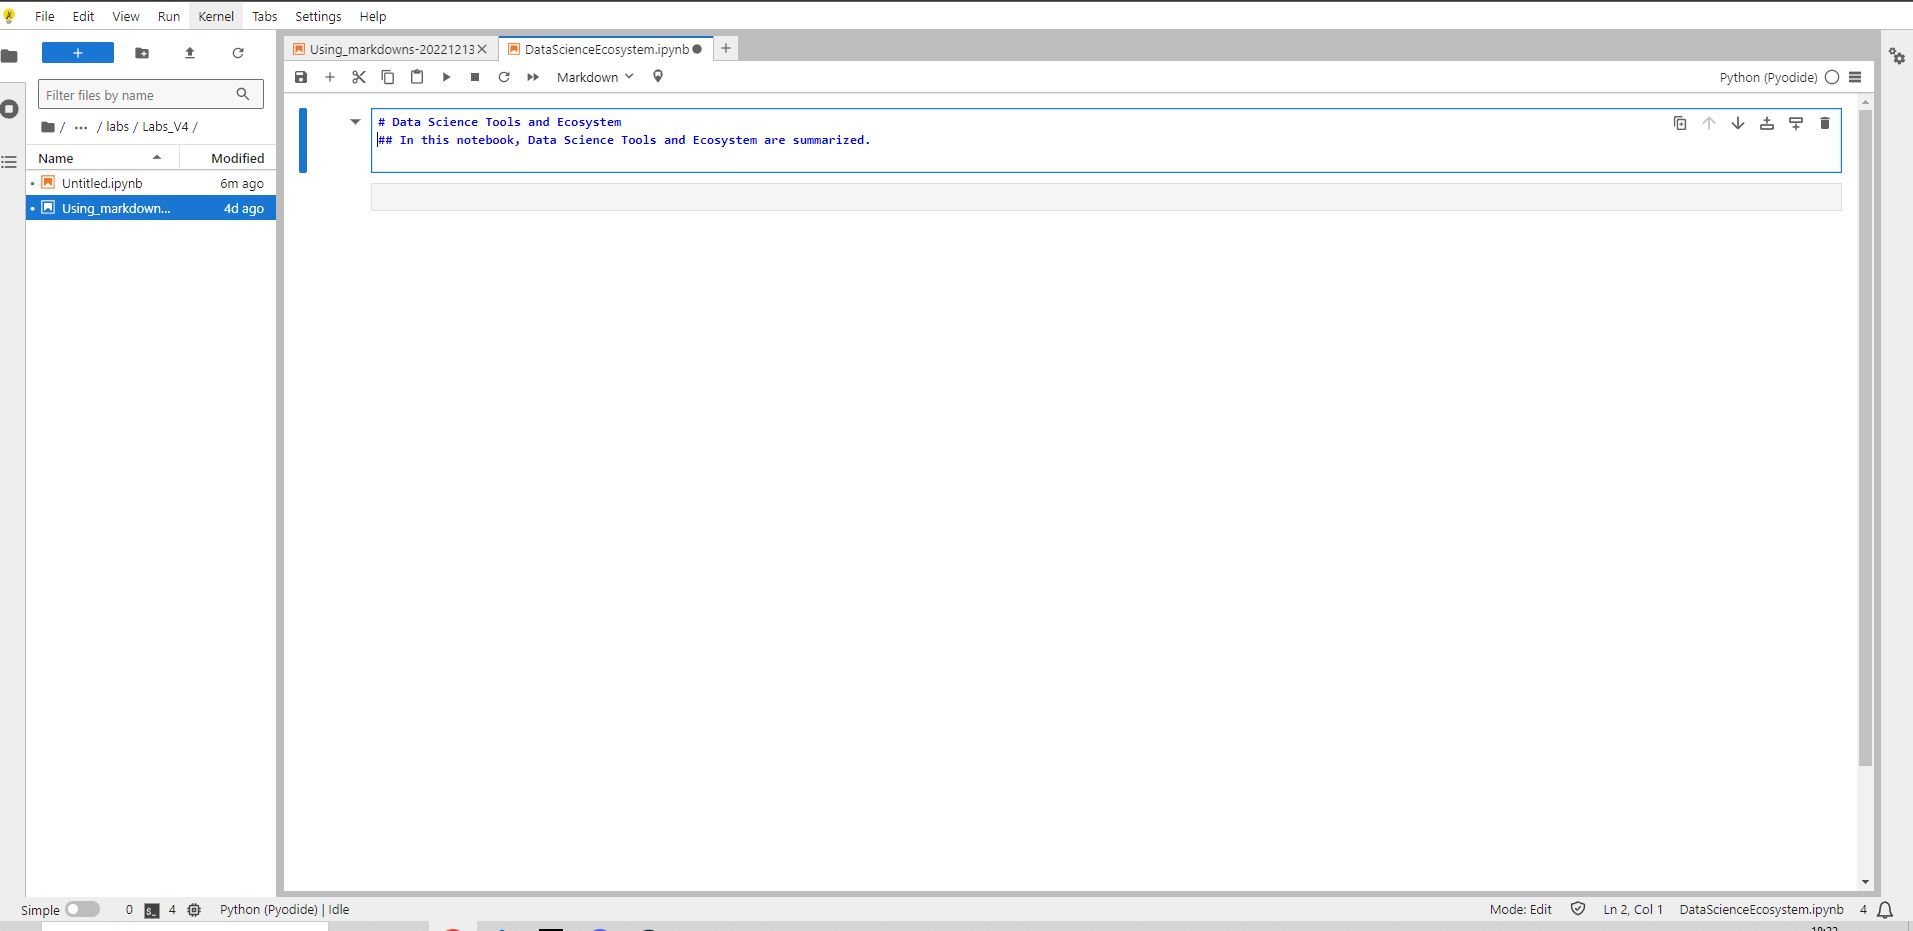 File Edit View Run Kernel Tabs Settings Help
+
Filter files by name
/ ... / labs / Labs_V4 /
Name Modified
Untitled.ipynb 6m ago
Using_markdown... 4d ago
Using_markdowns-20221213
DataScienceEcosystem.ipynb
Markdown
Python (Pyodide)
# Data Science Tools and Ecosystem
## In this notebook, Data Science Tools and Ecosystem are summarized.
Simple 0 $_ 4 Python (Pyodide) | Idle
Mode: Edit Ln 2, Col 1 DataScienceEcosystem.ipynb 4